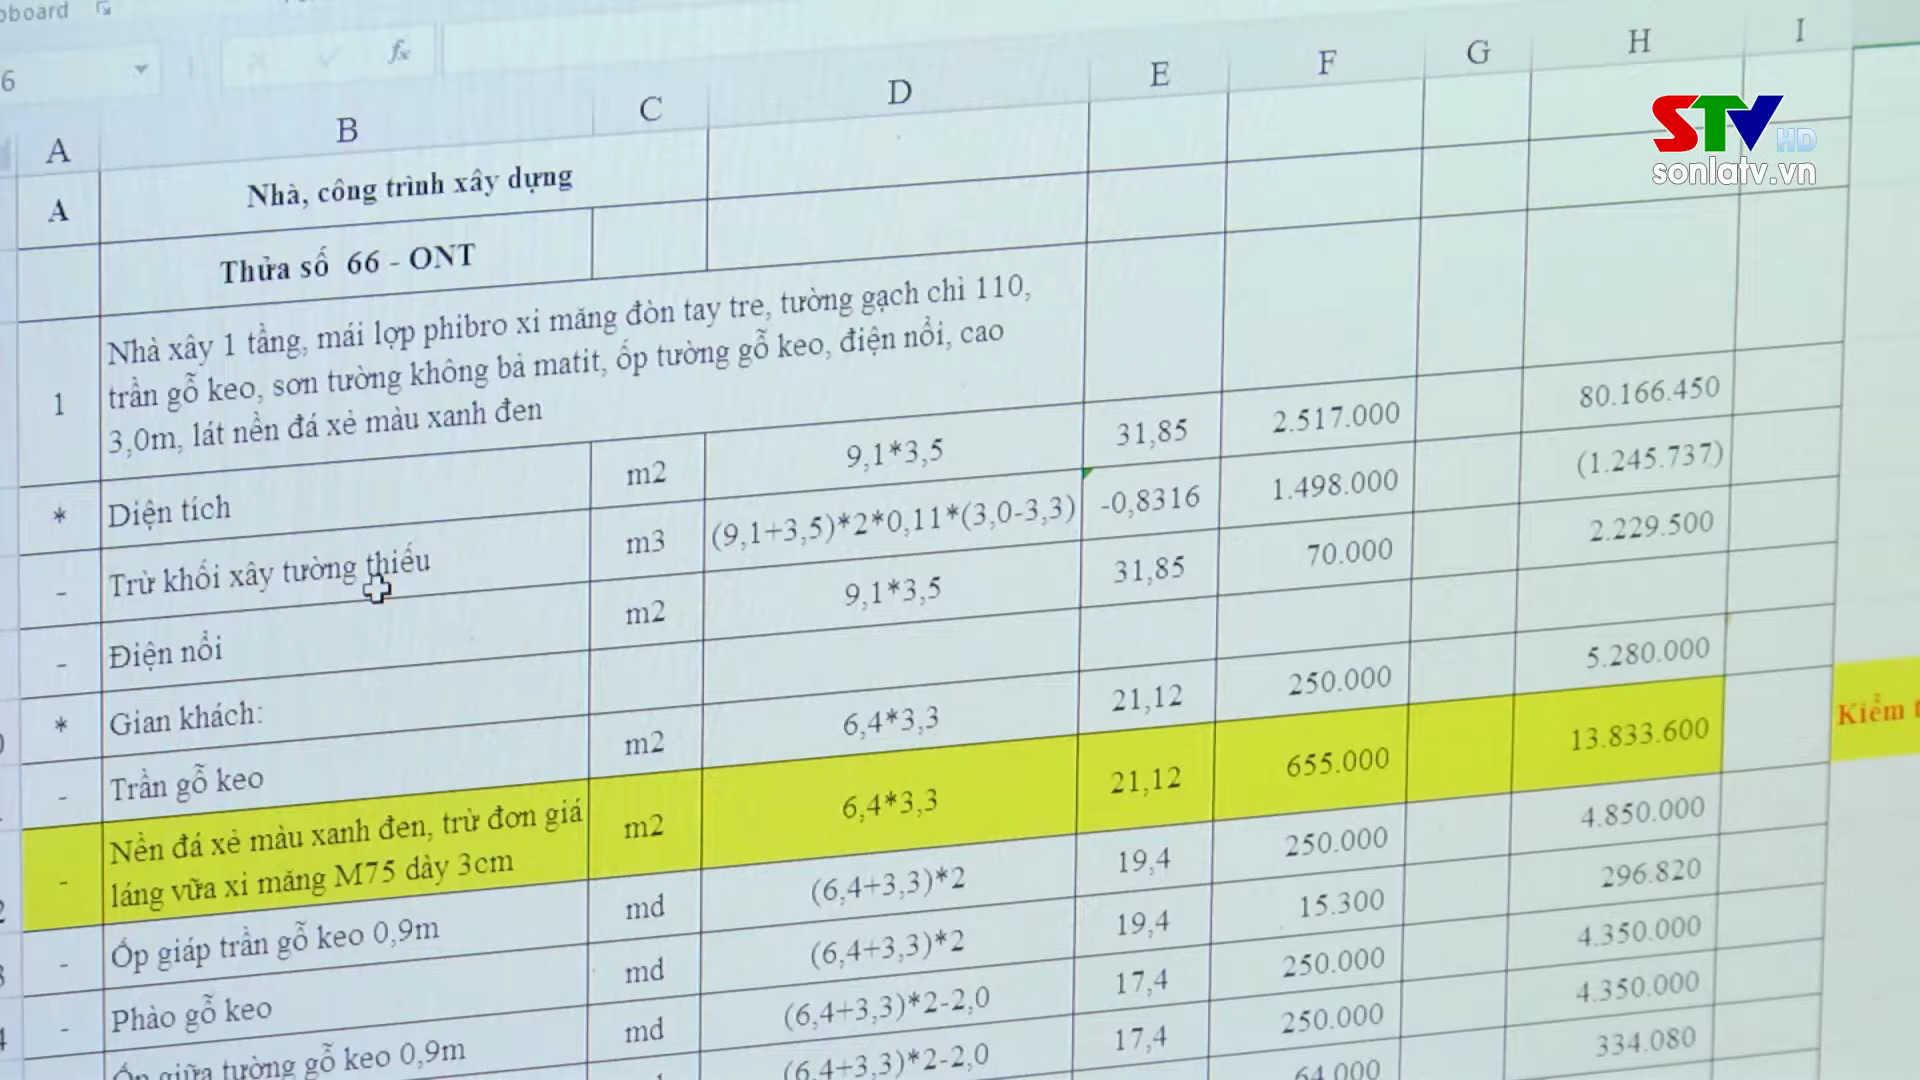 pboard
6
fx
A B C D E F G H I
STV HD
sonlatv.vn
A Nhà, công trình xây dựng
Thửa số 66 - ONT
1 Nhà xây 1 tầng, mái lợp phibro xi măng đòn tay tre, tường gạch chỉ 110,
trần gỗ keo, sơn tường không bả matit, ốp tường gỗ keo, điện nổi, cao
3,0m, lát nền đá xẻ màu xanh đen
* Diện tích m2 9,1*3,5 31,85 2.517.000 80.166.450
- Trừ khối xây tường thiếu m3 (9,1+3,5)*2*0,11*(3,0-3,3) -0,8316 1.498.000 (1.245.737)
- Điện nổi m2 9,1*3,5 31,85 70.000 2.229.500
* Gian khách:
- Trần gỗ keo m2 6,4*3,3 21,12 250.000 5.280.000
- Nền đá xẻ màu xanh đen, trừ đơn giá
láng vữa xi măng M75 dày 3cm m2 6,4*3,3 21,12 655.000 13.833.600
Kiểm
- Ốp giáp trần gỗ keo 0,9m md (6,4+3,3)*2 19,4 250.000 4.850.000
- Phào gỗ keo md (6,4+3,3)*2 19,4 15.300 296.820
Ốp giữa tường gỗ keo 0,9m md (6,4+3,3)*2-2,0 17,4 250.000 4.350.000
(6,4+3,3)*2-2,0 17,4 250.000 4.350.000
64.000 334.080